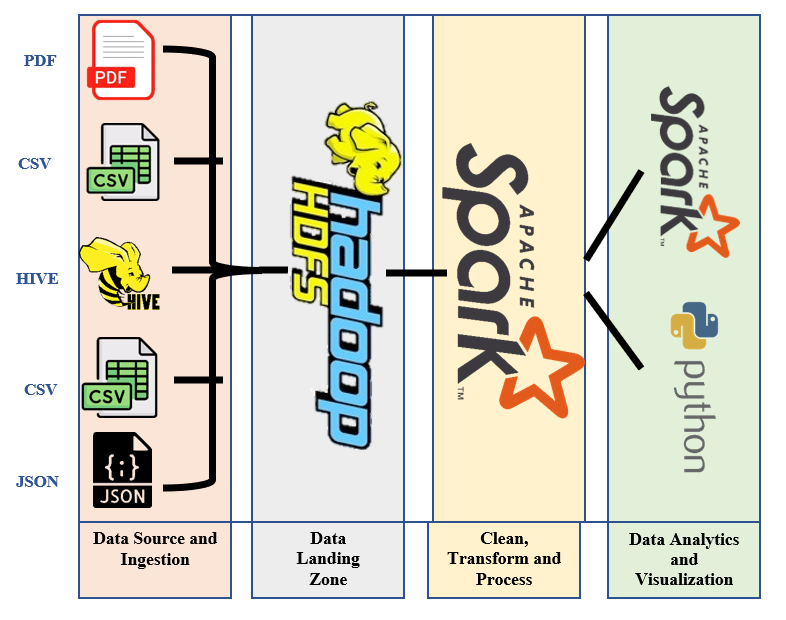 PDF
PDF
CSV
CSV
HIVE
HIVE
CSV
CSV
JSON
{;}
JSON
hadoop
HDFS
APACHE
Spark
TM
APACHE
Spark
TM
python
Data Source and
Ingestion
Data
Landing
Zone
Clean,
Transform and
Process
Data Analytics
and
Visualization